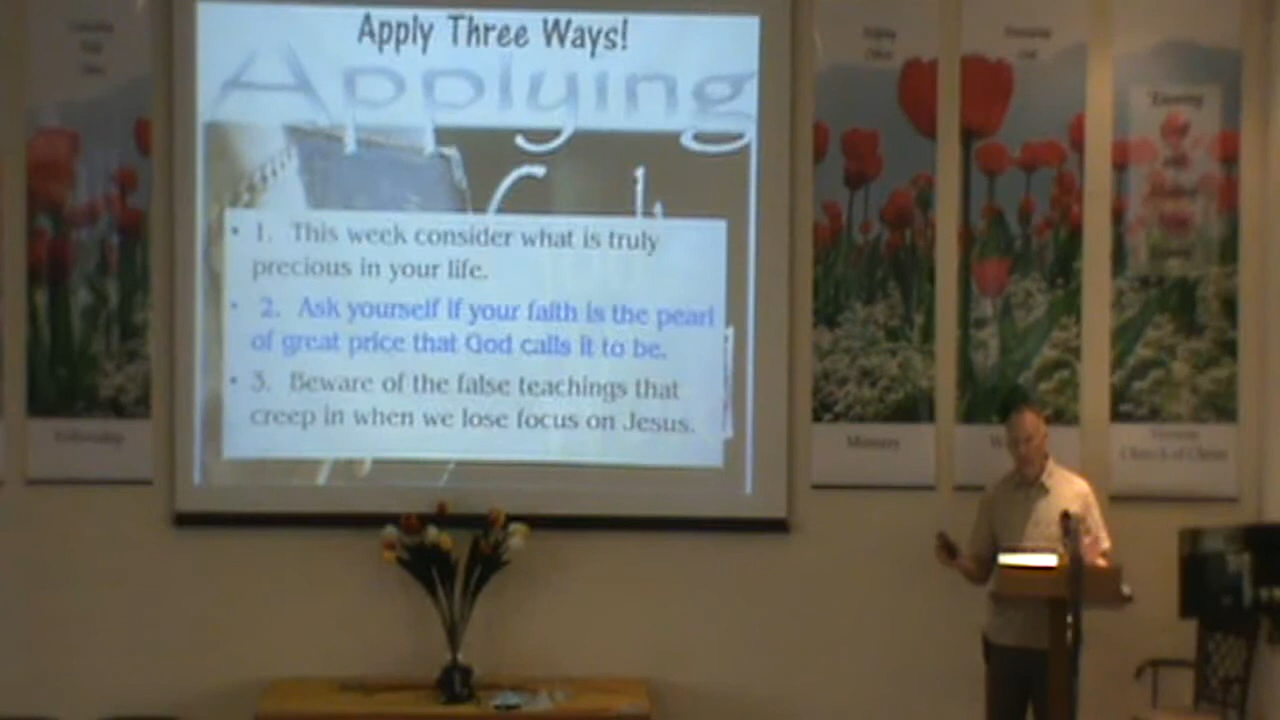 Apply Three Ways!
Applying
• 1. This week consider what is truly
precious in your life.
• 2. Ask yourself if your faith is the pearl
of great price that God calls it to be.
• 3. Beware of the false teachings that
creep in when we lose focus on Jesus.
Fellowship
Ministry
Church of Christ